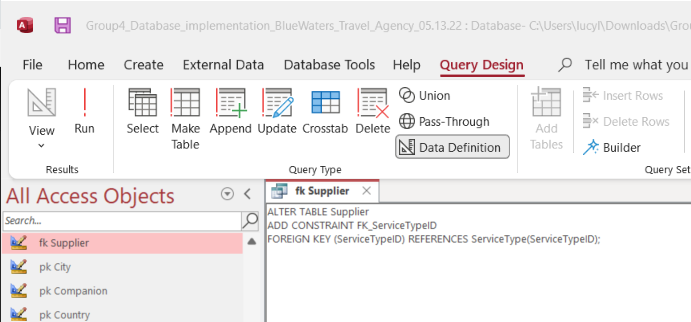 Group4_Database_implementation_BlueWaters_Travel_Agency_05.13.22 : Database- C:\Users\lucyl\Downloads\Gro
File Home Create External Data Database Tools Help Query Design Tell me what you
View Run Select Make Table Append Update Crosstab Delete
Union
Pass-Through
Data Definition
Add Tables
Insert Rows
Delete Rows
Builder
Results Query Type Query Set
All Access Objects
Search...
fk Supplier
pk City
pk Companion
pk Country
fk Supplier
ALTER TABLE Supplier
ADD CONSTRAINT FK_ServiceTypeID
FOREIGN KEY (ServiceTypeID) REFERENCES ServiceType(ServiceTypeID);